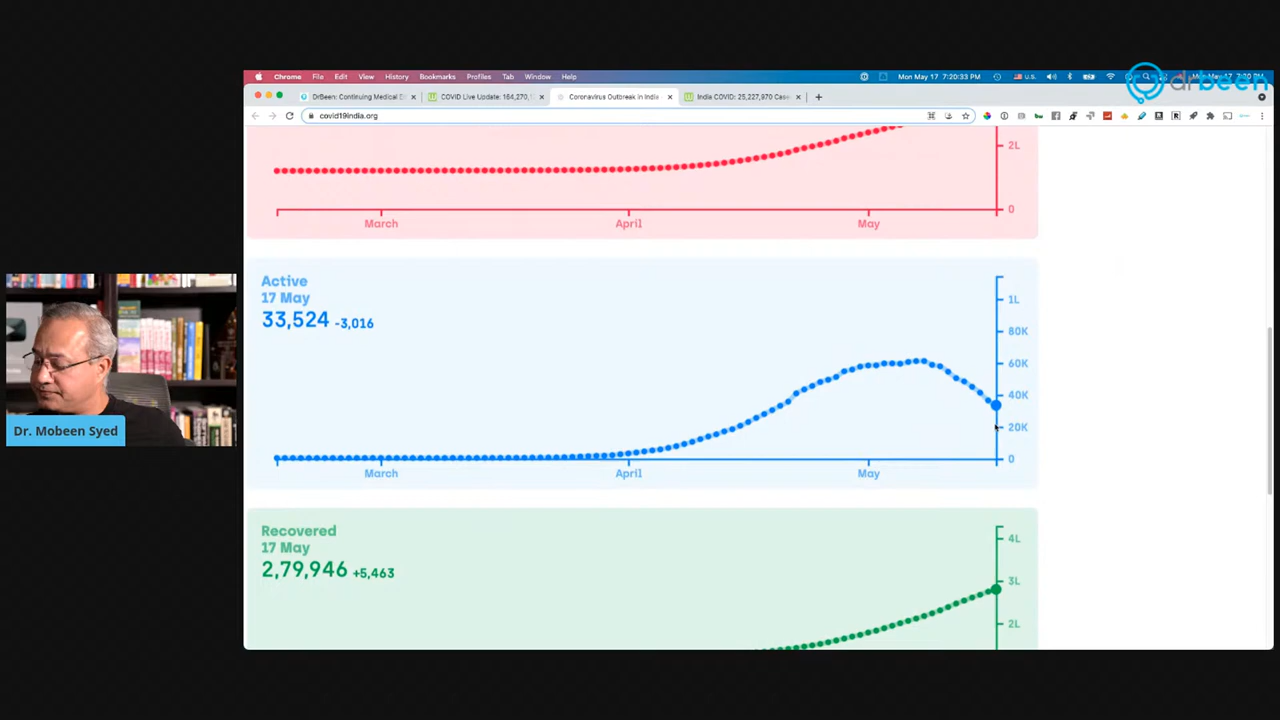 Chrome File Edit View History Bookmarks Profiles Tab Window Help
Mon May 17 7:20:33 PM
U.S.
drbeen
DrBeen: Continuing Medical E
COVID Live Update: 164,270,1
Coronavirus Outbreak in India
India COVID: 25,227,970 Case
covid19india.org
2L
0
March April May
Active
17 May
33,524 -3,016
1L
80K
60K
40K
20K
0
March April May
Dr. Mobeen Syed
Recovered
17 May
2,79,946 +5,463
4L
3L
2L